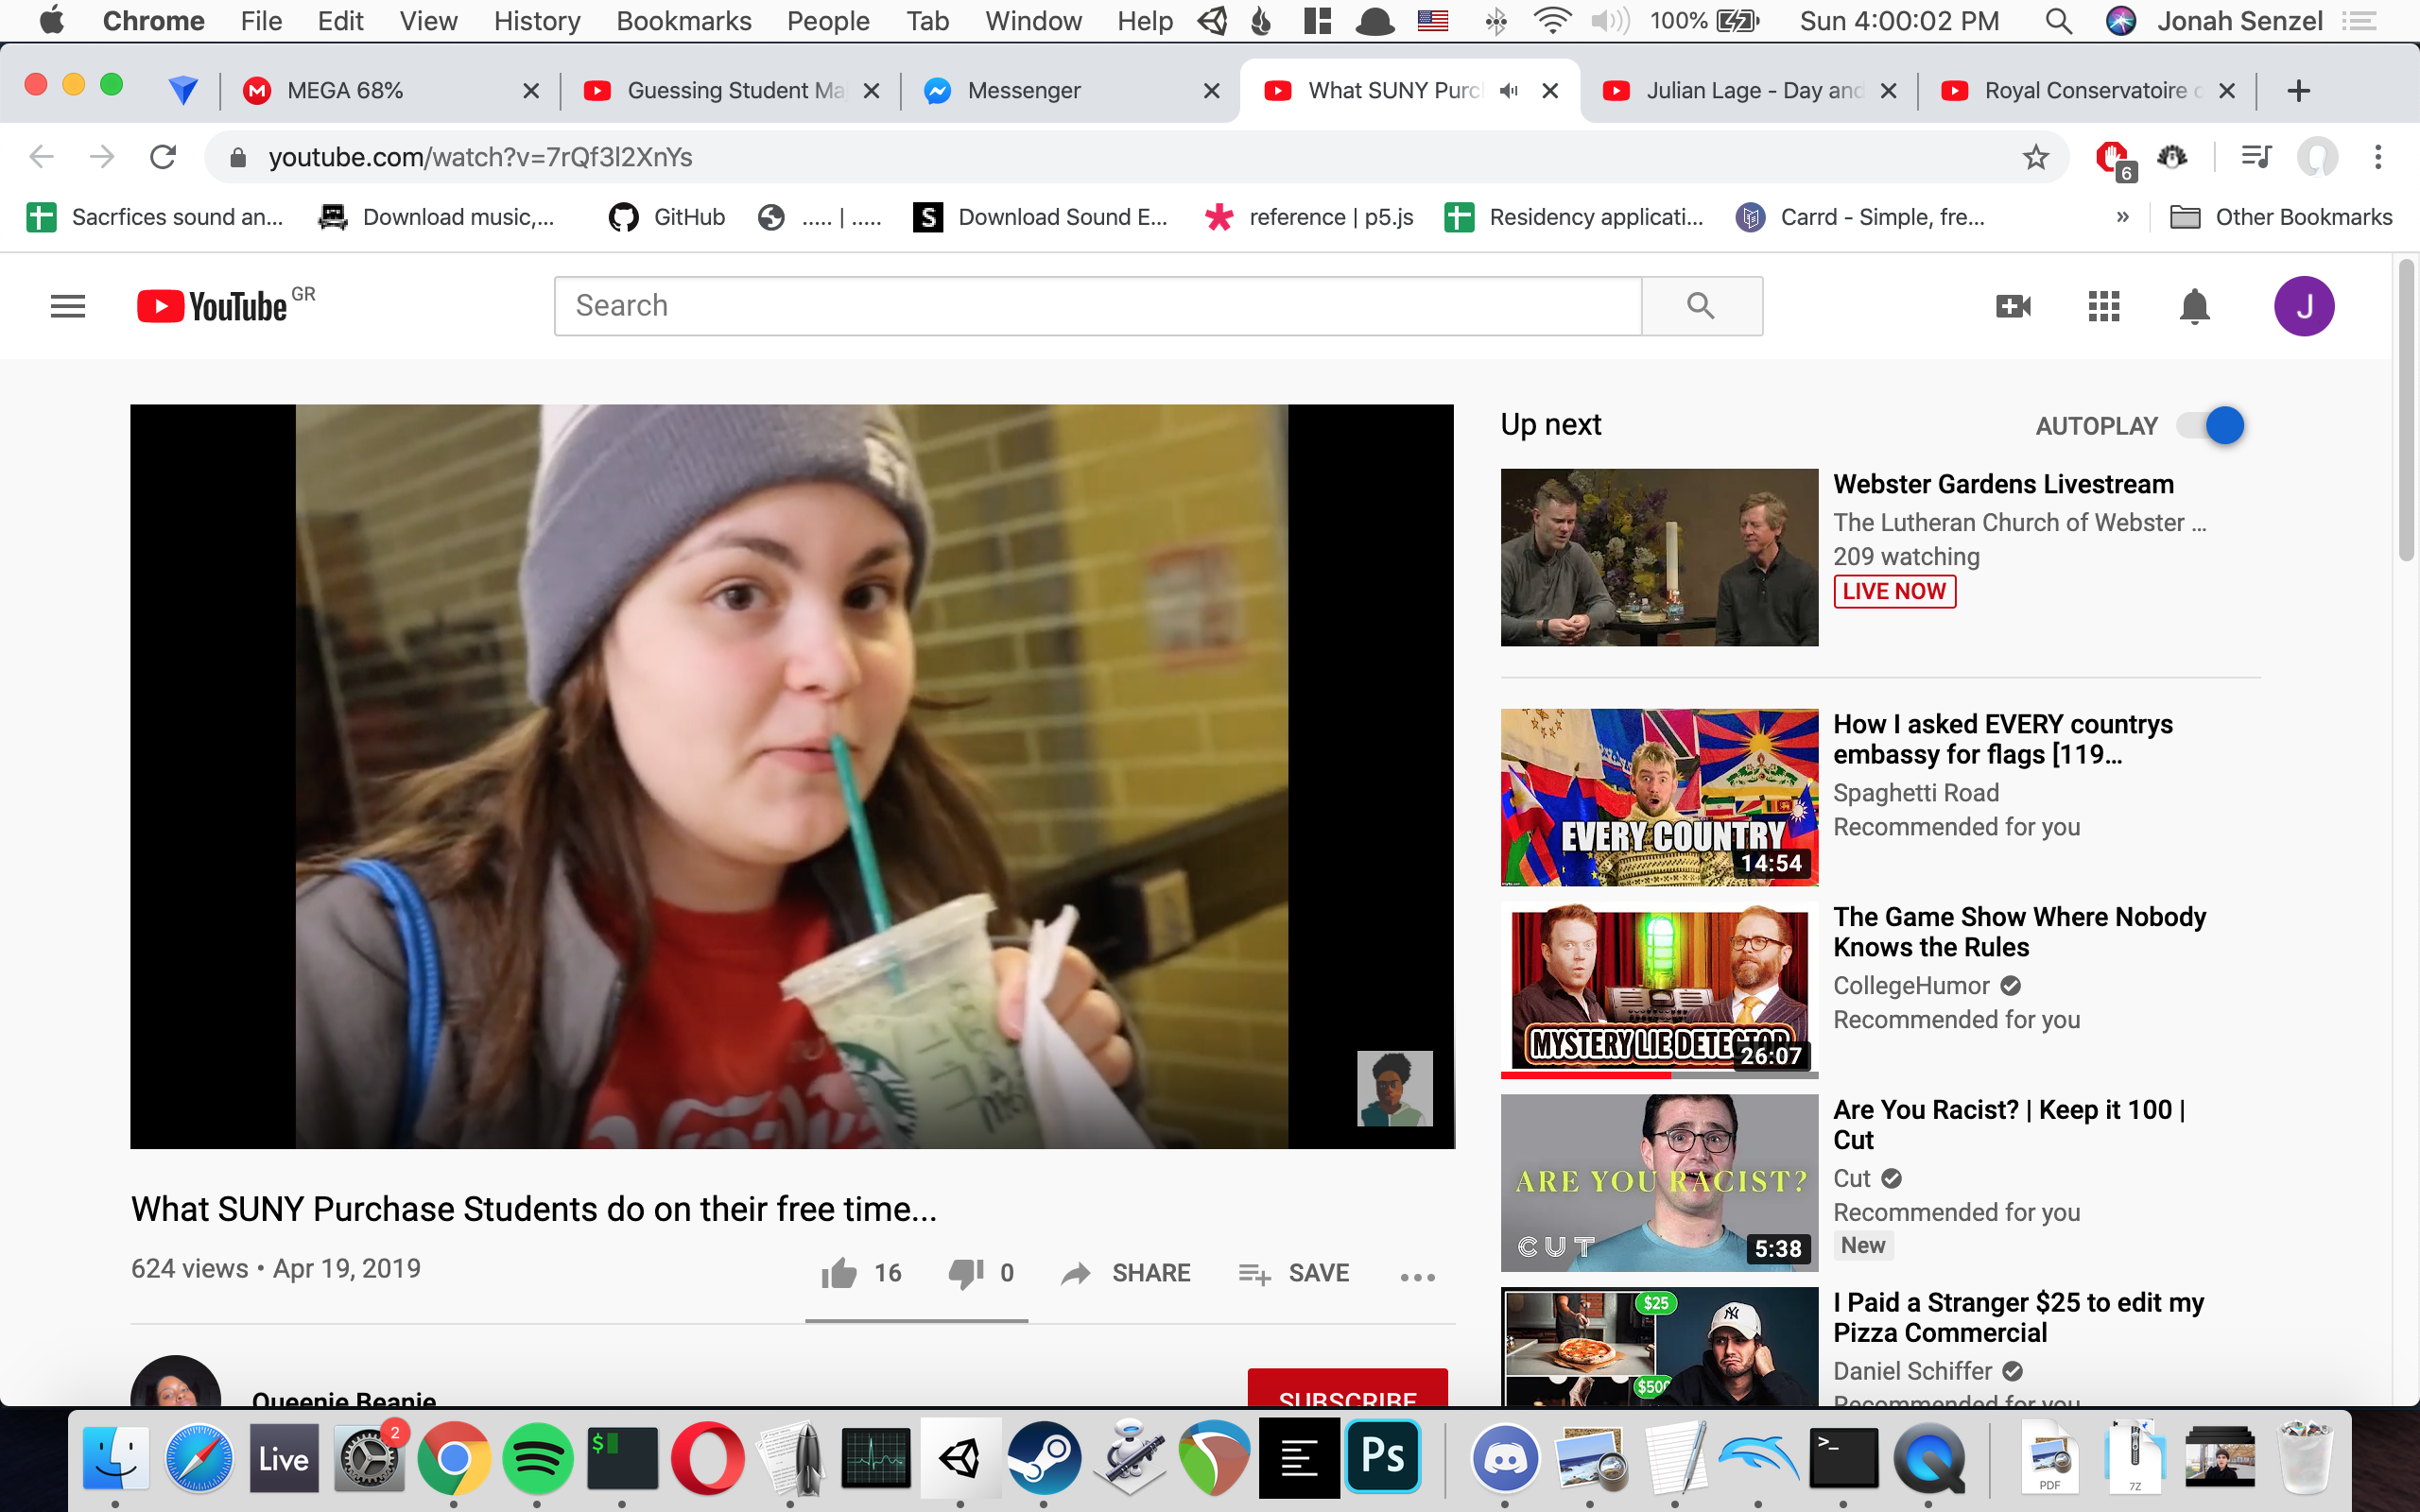 Chrome File Edit View History Bookmarks People Tab Window Help 100% Sun 4:00:02 PM Jonah Senzel
MEGA 68% Guessing Student Ma Messenger What SUNY Purc Julian Lage - Day and Royal Conservatoire
youtube.com/watch?v=7rQf3l2XnYs 6
Sacrfices sound an... Download music,... GitHub ..... | ..... S Download Sound E... reference | p5.js Residency applicati... Carrd - Simple, fre... » Other Bookmarks
YouTube GR
Search
J
Up next
AUTOPLAY
Webster Gardens Livestream
The Lutheran Church of Webster ...
209 watching
LIVE NOW
How I asked EVERY countrys
embassy for flags [119...
Spaghetti Road
Recommended for you
EVERY COUNTRY
14:54
The Game Show Where Nobody
Knows the Rules
CollegeHumor
Recommended for you
MYSTERY LIE DETECTOR
26:07
Are You Racist? | Keep it 100 |
Cut
Cut
Recommended for you
New
ARE YOU RACIST?
CUT
5:38
I Paid a Stranger $25 to edit my
Pizza Commercial
Daniel Schiffer
Recommended for you
$25
$500
What SUNY Purchase Students do on their free time...
624 views • Apr 19, 2019
16 0 SHARE SAVE
Queenie Beanie
SUBSCRIBE
Live 2 $ Ps >_ PDF 7Z